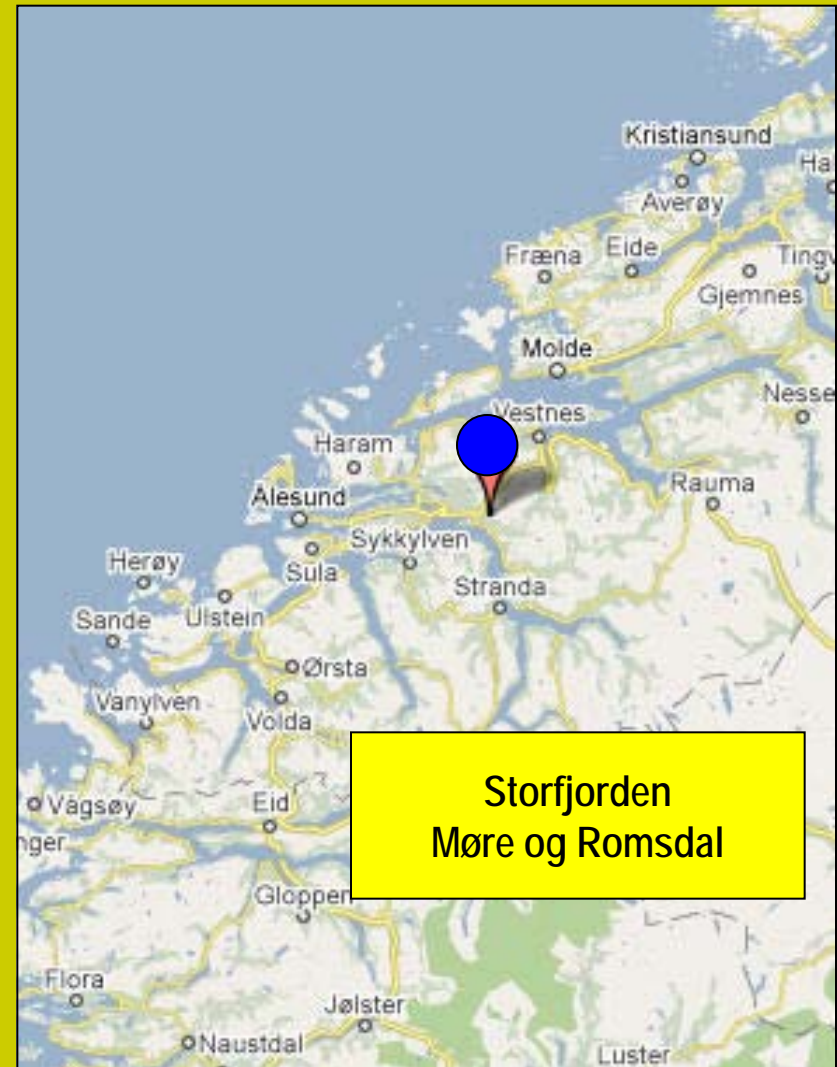 Kristiansund
Ha
Averøy
Fræna
Eide
Tingv
Gjemnes
Molde
Nesse
Vestnes
Haram
Rauma
Ålesund
Sykkylven
Herøy
Sula
Stranda
Ulstein
Sande
Ørsta
Vanylven
Volda
Storfjorden
Møre og Romsdal
Vågsøy
Eid
nger
Gloppen
Flora
Jølster
Naustdal
Luster